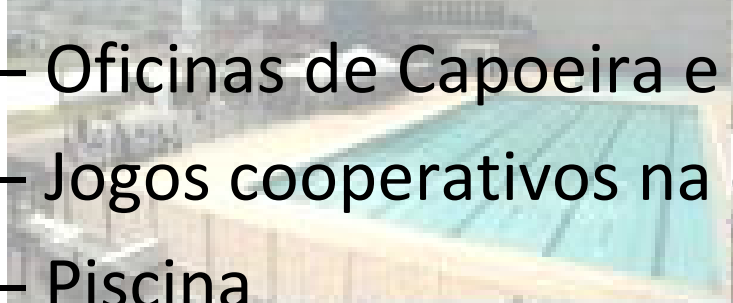 – Oficinas de Capoeira e
– Jogos cooperativos na
– Piscina